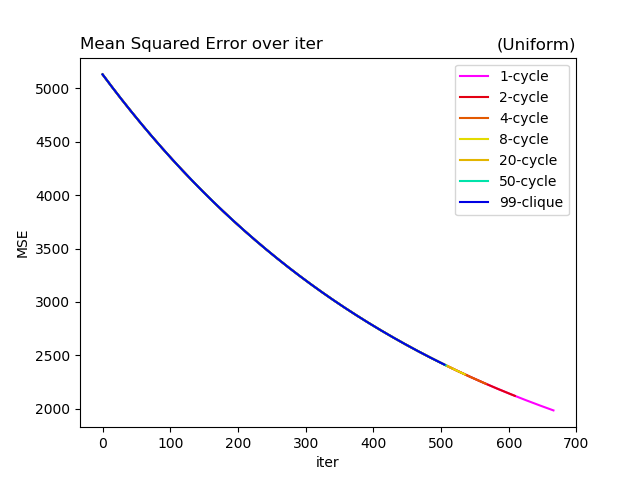 Mean Squared Error over iter (Uniform)
5000
4500
4000
3500
3000
2500
2000
MSE
1-cycle
2-cycle
4-cycle
8-cycle
20-cycle
50-cycle
99-clique
0 100 200 300 400 500 600 700
iter